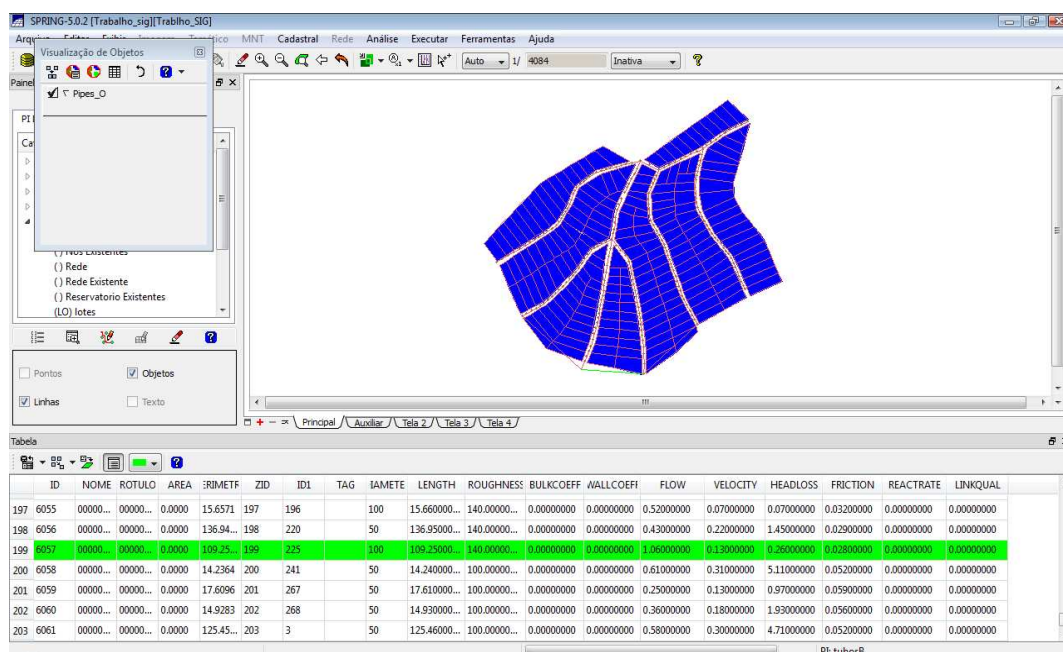 SPRING-5.0.2 [Trabalho_sig][Trablho_SIG]
MNT Cadastral Rede Análise Executar Ferramentas Ajuda
Visualização de Objetos
Auto 1/ 4084 Inativa
Pipes_O
( ) Rede
( ) Rede Existente
( ) Reservatorio Existentes
(LO) lotes
Pontos Objetos
Linhas Texto
Principal Auxiliar Tela 2 Tela 3 Tela 4
Tabela
ID NOME ROTULO AREA ERIMETR ZID ID1 TAG IAMETE LENGTH ROUGHNESS BULKCOEFF WALLCOEFF FLOW VELOCITY HEADLOSS FRICTION REACTRATE LINKQUAL
197 6055 00000... 00000... 0.0000 15.6571 197 196 100 15.660000... 140.00000... 0.00000000 0.00000000 0.52000000 0.07000000 0.07000000 0.03200000 0.00000000 0.00000000
198 6056 00000... 00000... 0.0000 136.94... 198 220 50 136.95000... 140.00000... 0.00000000 0.00000000 0.43000000 0.22000000 1.45000000 0.02900000 0.00000000 0.00000000
199 6057 00000... 00000... 0.0000 109.25... 199 225 100 109.25000... 140.00000... 0.00000000 0.00000000 1.06000000 0.13000000 0.26000000 0.02800000 0.00000000 0.00000000
200 6058 00000... 00000... 0.0000 14.2364 200 241 50 14.240000... 100.00000... 0.00000000 0.00000000 0.61000000 0.31000000 5.11000000 0.05200000 0.00000000 0.00000000
201 6059 00000... 00000... 0.0000 17.6096 201 267 50 17.610000... 100.00000... 0.00000000 0.00000000 0.25000000 0.13000000 0.97000000 0.05900000 0.00000000 0.00000000
202 6060 00000... 00000... 0.0000 14.9283 202 268 50 14.930000... 100.00000... 0.00000000 0.00000000 0.36000000 0.18000000 1.93000000 0.05600000 0.00000000 0.00000000
203 6061 00000... 00000... 0.0000 125.45... 203 3 50 125.46000... 100.00000... 0.00000000 0.00000000 0.58000000 0.30000000 4.71000000 0.05200000 0.00000000 0.00000000